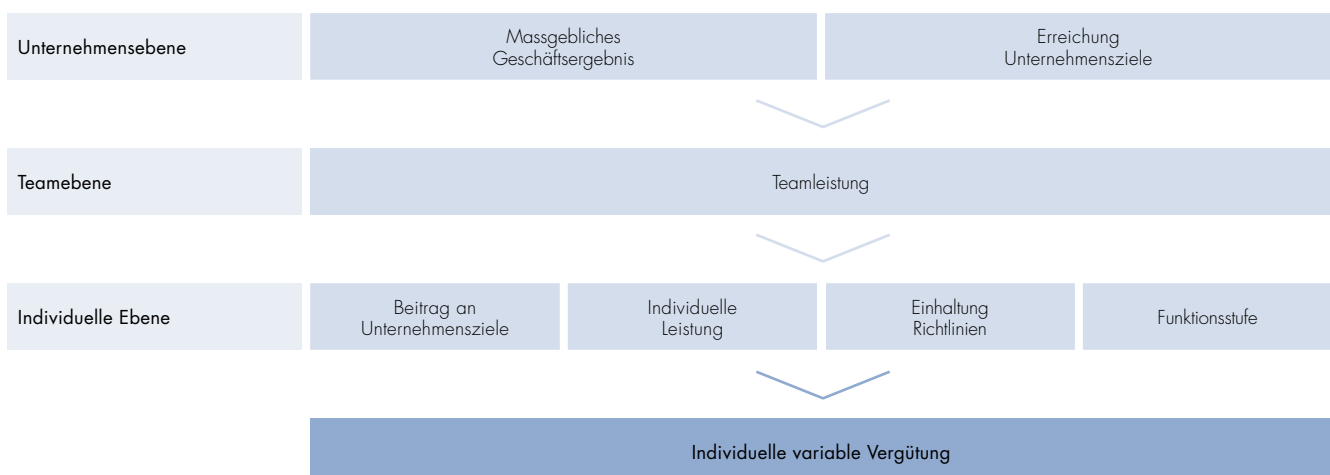 Unternehmensebene
Massgebliches
Geschäftsergebnis
Erreichung
Unternehmensziele
Teamebene
Teamleistung
Individuelle Ebene
Beitrag an
Unternehmensziele
Individuelle
Leistung
Einhaltung
Richtlinien
Funktionsstufe
Individuelle variable Vergütung